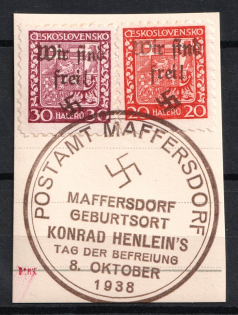 ČESKOSLOVENSKO
Wir sind
frei!
30 HALÉŘŮ
ČESKOSLOVENSKO
Wir sind
frei!
20 HALÉŘŮ 20
POSTAMT MAFFERSDORF
MAFFERSDORF
GEBURTSORT
KONRAD HENLEIN'S
TAG DER BEFREIUNG
8. OKTOBER
1938